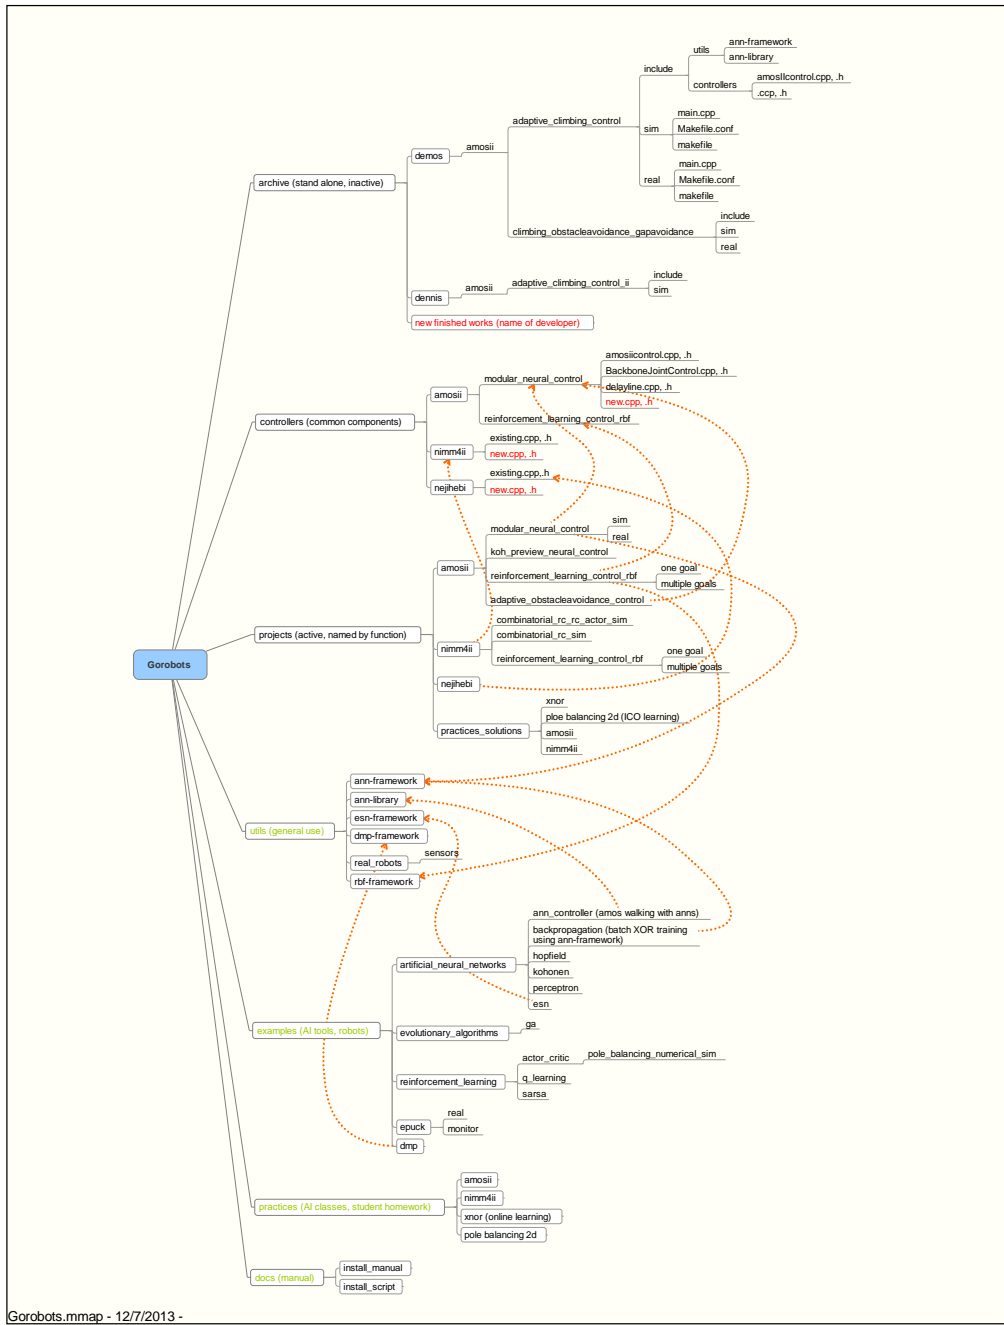 ann-framework
utils
ann-library
include
amosIIcontrol.cpp, .h
controllers
.ccp, .h
main.cpp
adaptive_climbing_control
sim
Makefile.conf
makefile
amosii
demos
main.cpp
real
Makefile.conf
archive (stand alone, inactive)
makefile
include
climbing_obstacleavoidance_gapavoidance
sim
real
include
adaptive_climbing_control_ii
amosii
sim
dennis
new finished works (name of developer)
amosiicontrol.cpp, .h
BackboneJointControl.cpp, .h
modular_neural_control
delayline.cpp, .h
amosii
new.cpp, .h
reinforcement_learning_control_rbf
controllers (common components)
existing.cpp, .h
nimm4ii
new.cpp, .h
existing.cpp,.h
nejihebi
new.cpp, .h
sim
modular_neural_control
real
koh_preview_neural_control
amosii
one goal
reinforcement_learning_control_rbf
multiple goals
adaptive_obstacleavoidance_control
combinatorial_rc_rc_actor_sim
projects (active, named by function)
combinatorial_rc_sim
nimm4ii
one goal
reinforcement_learning_control_rbf
multiple goals
Gorobots
nejihebi
xnor
ploe balancing 2d (ICO learning)
practices_solutions
amosii
nimm4ii
ann-framework
ann-library
esn-framework
utils (general use)
dmp-framework
sensors
real_robots
rbf-framework
ann_controller (amos walking with anns)
backpropagation (batch XOR training
using ann-framework)
hopfield
artificial_neural_networks
kohonen
perceptron
esn
ga
examples (AI tools, robots)
evolutionary_algorithms
actor_critic
pole_balancing_numerical_sim
q_learning
reinforcement_learning
sarsa
real
epuck
monitor
dmp
amosii
nimm4ii
practices (AI classes, student homework)
xnor (online learning)
pole balancing 2d
install_manual
docs (manual)
install_script
Gorobots.mmap - 12/7/2013 -